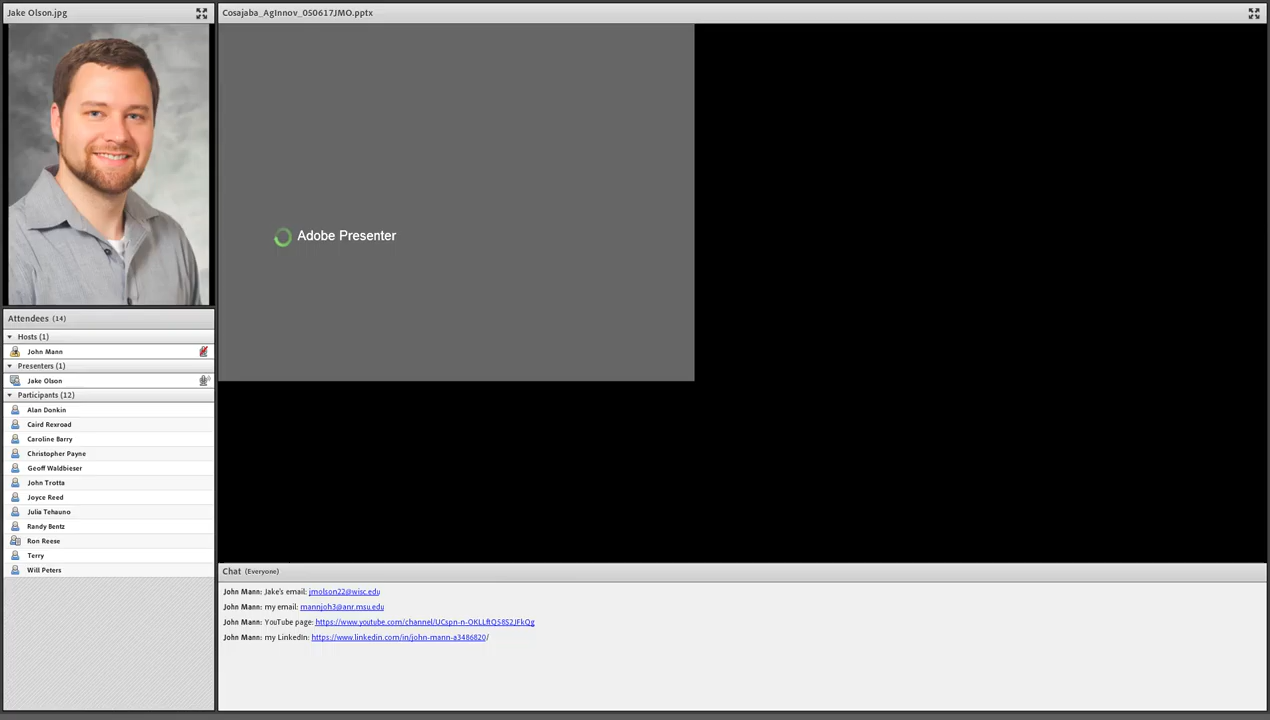 Jake Olson.jpg
Cosajaba_AgInnov_050617JMO.pptx
Adobe Presenter
Attendees (14)
Hosts (1)
John Mann
Presenters (1)
Jake Olson
Participants (12)
Alan Donkin
Caird Rexroad
Caroline Barry
Christopher Payne
Geoff Waldbieser
John Trotta
Joyce Reed
Julia Tehauno
Randy Bentz
Ron Reese
Terry
Will Peters
Chat (Everyone)
John Mann: Jake's email: jmolson22@wisc.edu
John Mann: my email: mannjoh3@anr.msu.edu
John Mann: YouTube page: https://www.youtube.com/channel/UCspn-n-OKLLftQ58S2JFkQg
John Mann: my LinkedIn: https://www.linkedin.com/in/john-mann-a3486820/